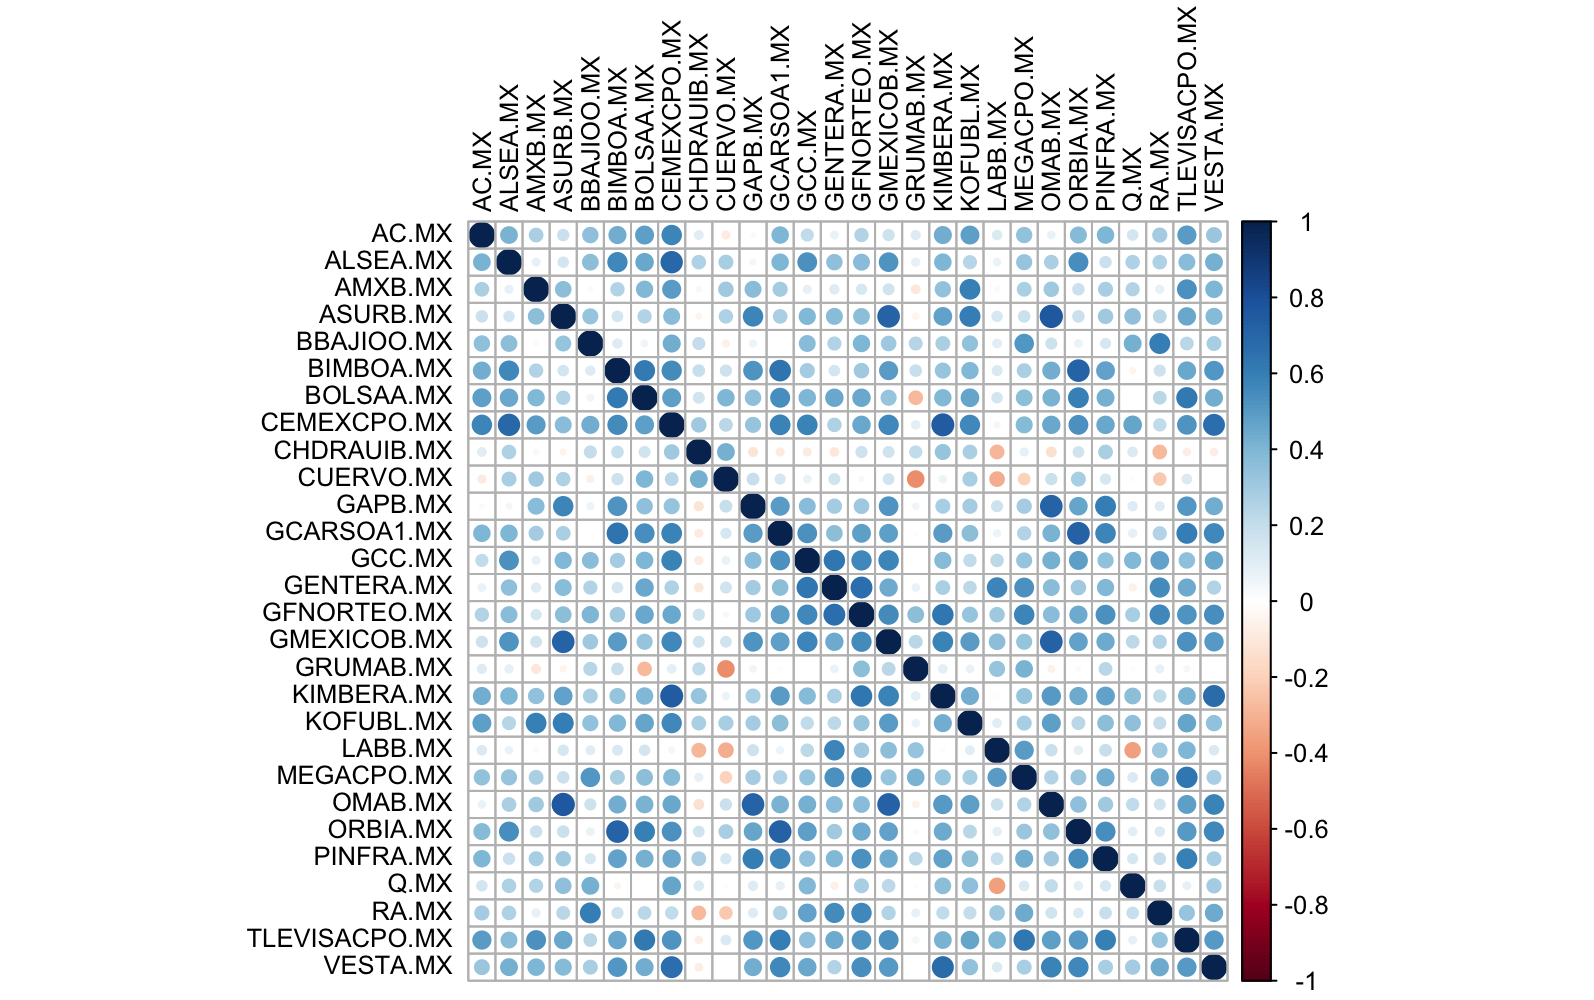 AC.MX
ALSEA.MX
AMXB.MX
ASURB.MX
BBAJIOO.MX
BIMBOA.MX
BOLSAA.MX
CEMEXCPO.MX
CHDRAUIB.MX
CUERVO.MX
GAPB.MX
GCARSOA1.MX
GCC.MX
GENTERA.MX
GFNORTEO.MX
GMEXICOB.MX
GRUMAB.MX
KIMBERA.MX
KOFUBL.MX
LABB.MX
MEGACPO.MX
OMAB.MX
ORBIA.MX
PINFRA.MX
Q.MX
RA.MX
TLEVISACPO.MX
VESTA.MX
AC.MX
ALSEA.MX
AMXB.MX
ASURB.MX
BBAJIOO.MX
BIMBOA.MX
BOLSAA.MX
CEMEXCPO.MX
CHDRAUIB.MX
CUERVO.MX
GAPB.MX
GCARSOA1.MX
GCC.MX
GENTERA.MX
GFNORTEO.MX
GMEXICOB.MX
GRUMAB.MX
KIMBERA.MX
KOFUBL.MX
LABB.MX
MEGACPO.MX
OMAB.MX
ORBIA.MX
PINFRA.MX
Q.MX
RA.MX
TLEVISACPO.MX
VESTA.MX
1
0.8
0.6
0.4
0.2
0
-0.2
-0.4
-0.6
-0.8
-1